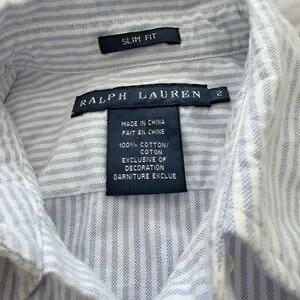 SLIM FIT
RALPH LAUREN 2
MADE IN CHINA
FAIT EN CHINE
100% COTTON/
COTON
EXCLUSIVE OF
DECORATION
GARNITURE EXCLUE